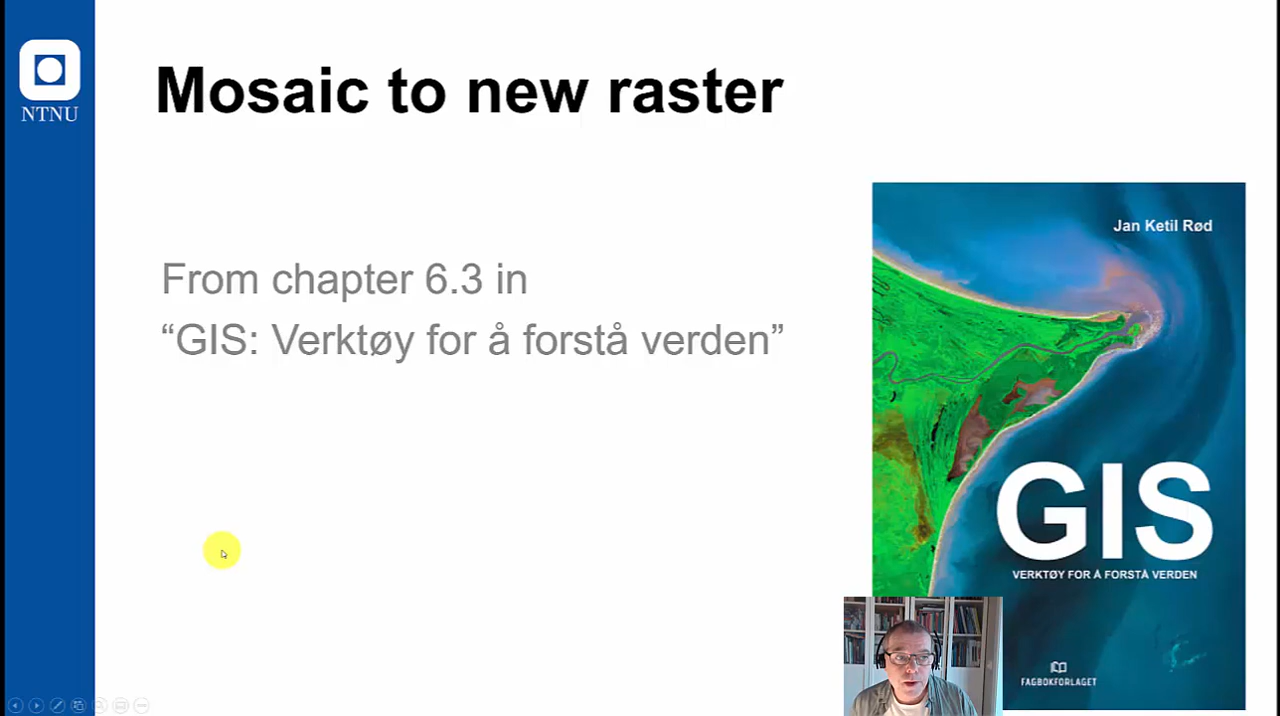 NTNU
Mosaic to new raster
From chapter 6.3 in
“GIS: Verktøy for å forstå verden”
Jan Ketil Rød
GIS
VERKTØY FOR Å FORSTÅ VERDEN
FAGBOKFORLAGET